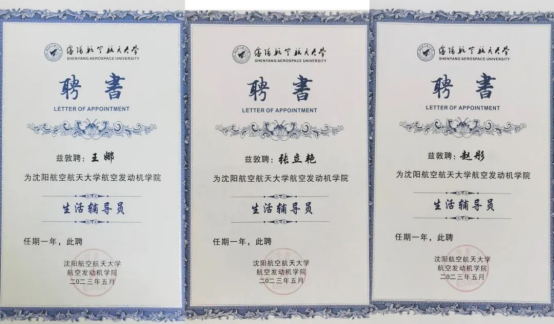 沈阳航空航天大学
SHENYANG AEROSPACE UNIVERSITY
聘书
LETTER OF APPOINTMENT
兹敦聘：王娜
为沈阳航空航天大学航空发动机学院
生活辅导员
任期一年，此聘
沈阳航空航天大学
航空发动机学院
二〇二三年五月
沈阳航空航天大学
SHENYANG AEROSPACE UNIVERSITY
聘书
LETTER OF APPOINTMENT
兹敦聘：张立艳
为沈阳航空航天大学航空发动机学院
生活辅导员
任期一年，此聘
沈阳航空航天大学
航空发动机学院
二〇二三年五月
沈阳航空航天大学
SHENYANG AEROSPACE UNIVERSITY
聘书
LETTER OF APPOINTMENT
兹敦聘：赵彤
为沈阳航空航天大学航空发动机学院
生活辅导员
任期一年，此聘
沈阳航空航天大学
航空发动机学院
二〇二三年五月